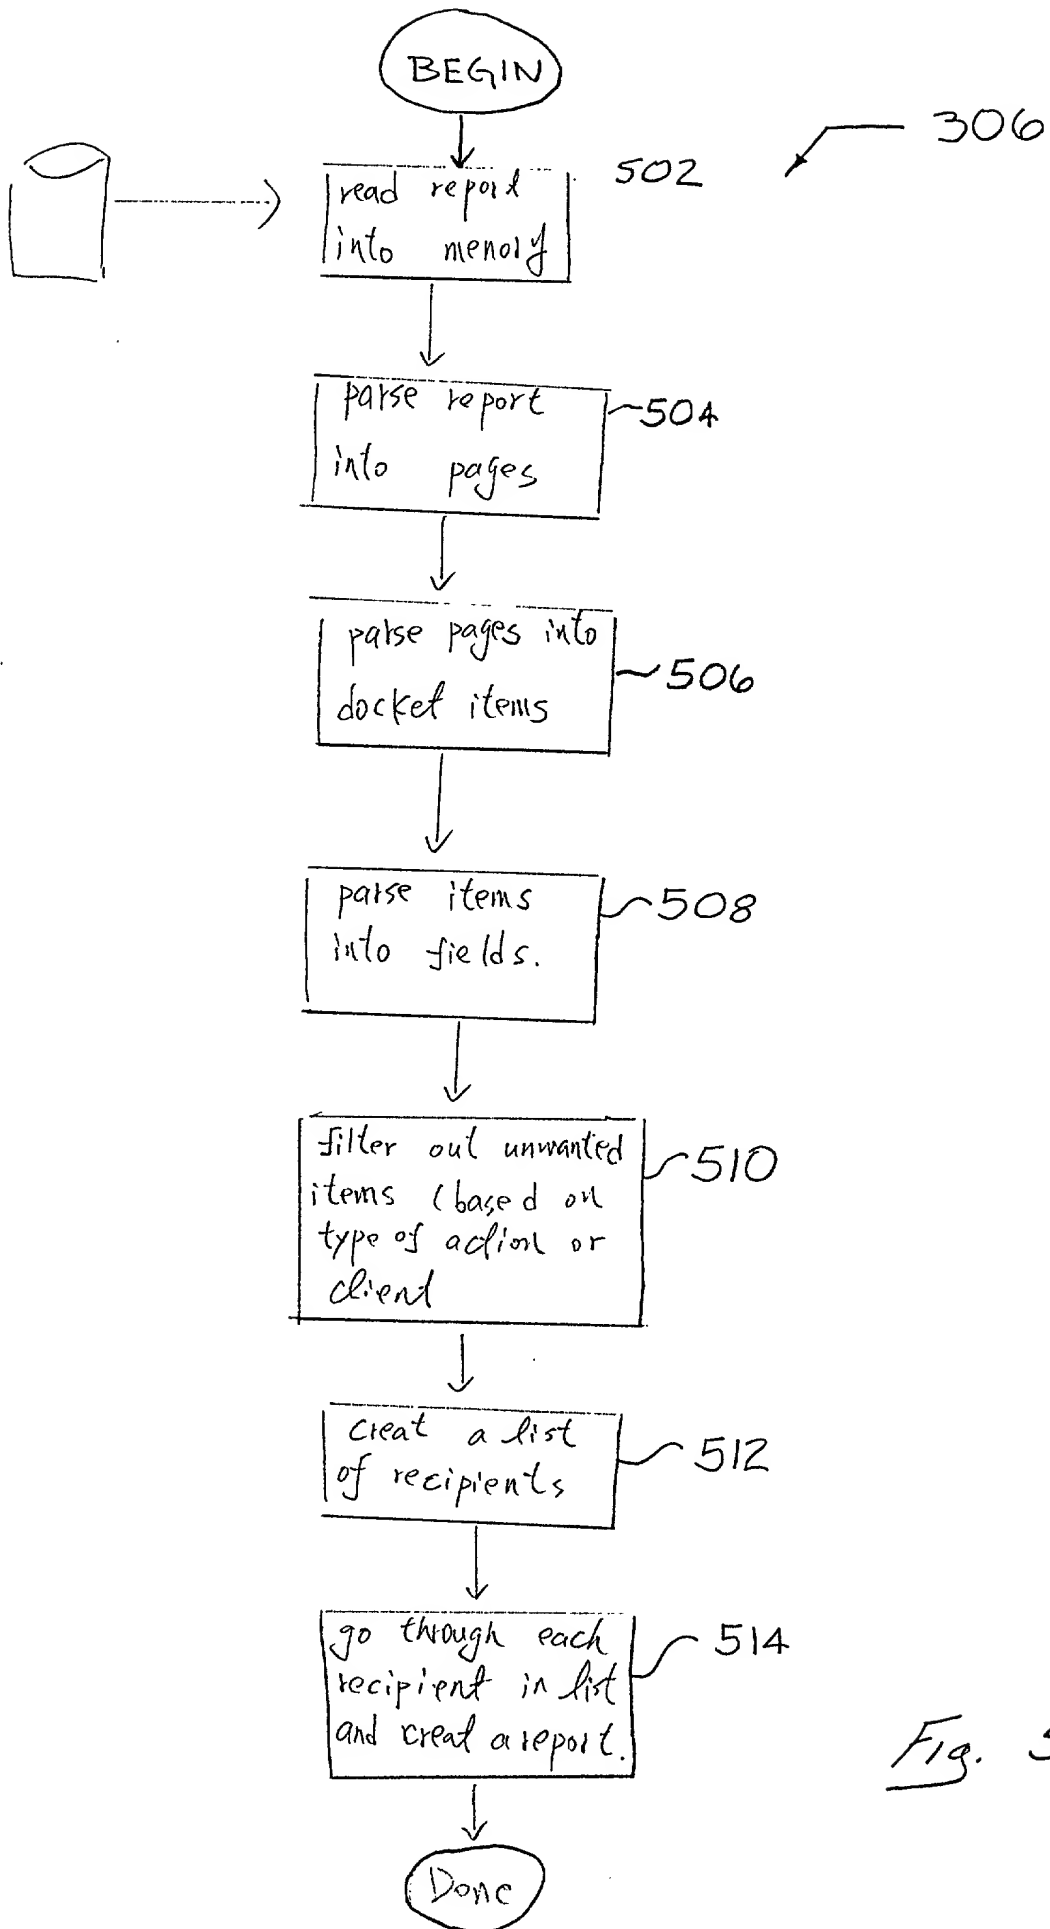 BEGIN
306
502
read report
into memory
parse report
into pages
504
parse pages into
docket items
506
parse items
into fields.
508
filter out unwanted
items (based on
type of action or
client
510
creat a list
of recipients
512
go through each
recipient in list
and creat a report.
514
Fig. 5
Done